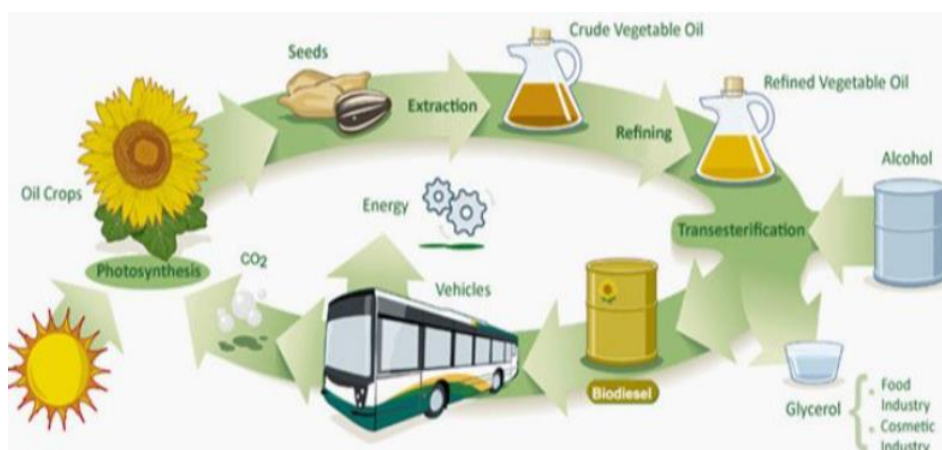 Crude Vegetable Oil
Seeds
Refined Vegetable Oil
Extraction
Refining
Alcohol
Oil Crops
Energy
Transesterification
CO2
Photosynthesis
Vehicles
Biodiesel
Glycerol
Food
Industry
Cosmetic
Industry